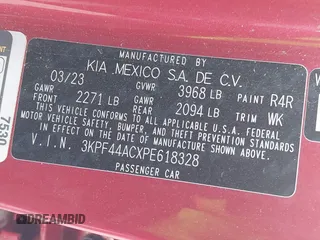 MANUFACTURED BY
KIA MEXICO S.A. DE C.V.
03/23 GVWR 3968 LB PAINT R4R
GAWR FRONT 2271 LB GAWR REAR 2094 LB TRIM WK
THIS VEHICLE CONFORMS TO ALL APPLICABLE U.S. FEDERAL
MOTOR VEHICLE SAFETY, BUMPER AND THEFT PREVENTION
STANDARDS IN EFFECT ON THE DATE OF MANUFACTURE SHOWN ABOVE.
V.I.N. 3KPF44ACXPE618328
PASSENGER CAR
7530
DREAMBID